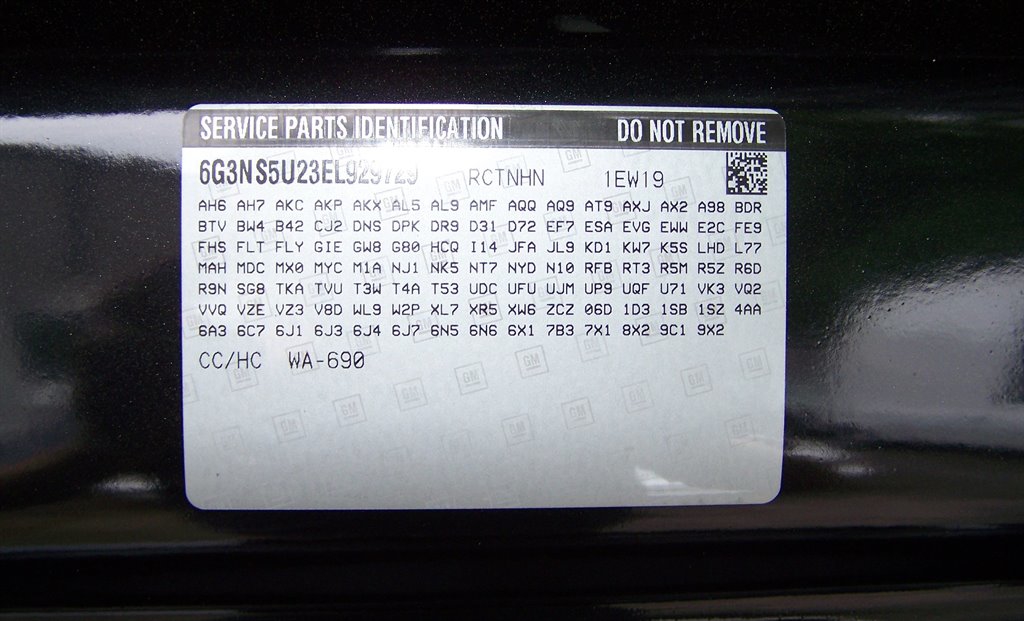 SERVICE PARTS IDENTIFICATION DO NOT REMOVE
6G3NS5U23EL929729 RCTNHN 1EW19
AH6 AH7 AKC AKP AKX AL5 AL9 AMF AQQ AQ9 AT9 AXJ AX2 A98 BDR
BTV BW4 B42 CJ2 DNS DPK DR9 D31 D72 EF7 ESA EVG EWW E2C FE9
FHS FLT FLY GIE GW8 G80 HCQ I14 JFA JL9 KD1 KW7 K5S LHD L77
MAH MDC MX0 MYC M1A NJ1 NK5 NT7 NYD N10 RFB RT3 R5M R5Z R6D
R9N SG8 TKA TVU T3W T4A T53 UDC UFU UJM UP9 UQF U71 VK3 VQ2
VVQ VZE VZ3 V8D WL9 W2P XL7 XR5 XW6 ZCZ 06D 1D3 1SB 1SZ 4AA
6A3 6C7 6J1 6J3 6J4 6J7 6N5 6N6 6X1 7B3 7X1 8X2 9C1 9X2
CC/HC WA-690